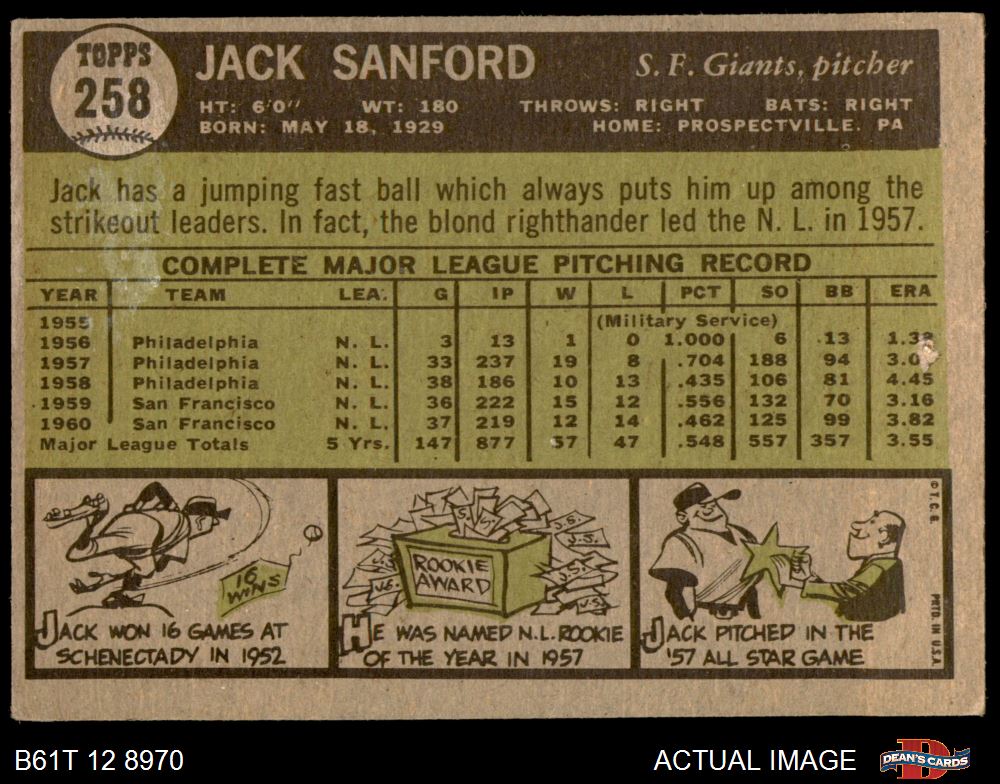 TOPPS
258
JACK SANFORD
S. F. Giants, pitcher
HT: 6'0" WT: 180 THROWS: RIGHT BATS: RIGHT
BORN: MAY 18, 1929 HOME: PROSPECTVILLE. PA
Jack has a jumping fast ball which always puts him up among the
strikeout leaders. In fact, the blond righthander led the N. L. in 1957.
COMPLETE MAJOR LEAGUE PITCHING RECORD
YEAR TEAM LEA. G IP W L PCT SO BB ERA
1955 (Military Service)
1956 Philadelphia N. L. 3 13 1 0 1.000 6 13
1957 Philadelphia N. L. 33 237 19 8 .704 188 94
1958 Philadelphia N. L. 38 186 10 13 .435 106 81 4.45
1959 San Francisco N. L. 36 222 15 12 .556 132 70 3.16
1960 San Francisco N. L. 37 219 12 14 .462 125 99 3.82
Major League Totals 5 Yrs. 147 877 57 47 .548 557 357 3.55
16
WINS
JACK WON 16 GAMES AT
SCHENECTADY IN 1952
J.S.
J.S.
J.S.
J.S.
J.S.
J.S.
J.S.
ROOKIE
AWARD
HE WAS NAMED N.L. ROOKIE
OF THE YEAR IN 1957
JACK PITCHED IN THE
'57 ALL STAR GAME
© T. C. G.
PRTD. IN U.S.A.
B61T 12 8970
ACTUAL IMAGE
D
DEAN'S CARDS